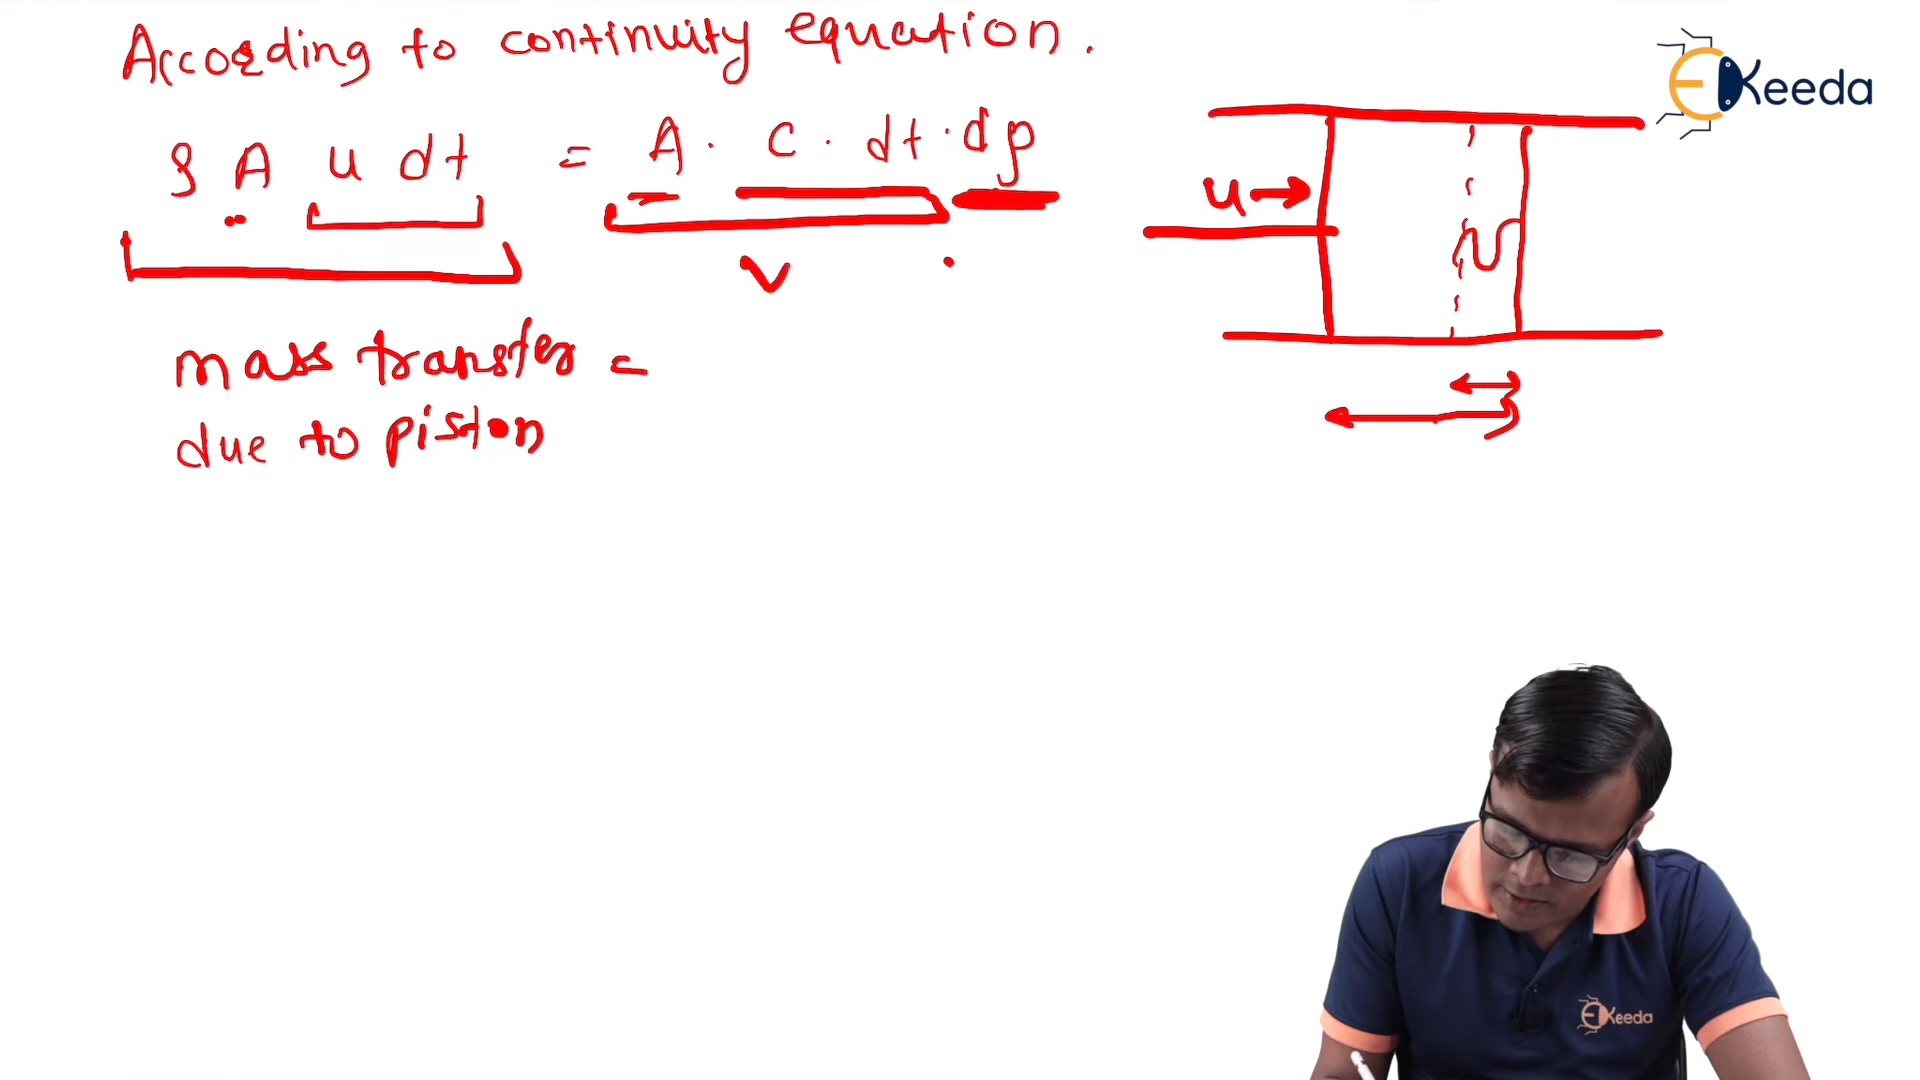 According to continuity equation.
EKeeda
ρ A u dt = A · C · dt · dρ
u
V
mass transfer =
due to piston
EKeeda